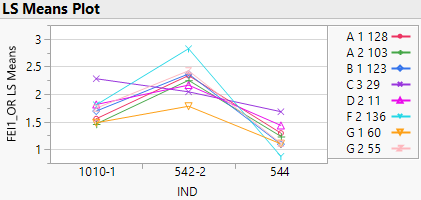 LS Means Plot
FEI1_OR LS Means
3
2.5
2
1.5
1
1010-1 542-2 544
IND
A 1 128
A 2 103
B 1 123
C 3 29
D 2 11
F 2 136
G 1 60
G 2 55